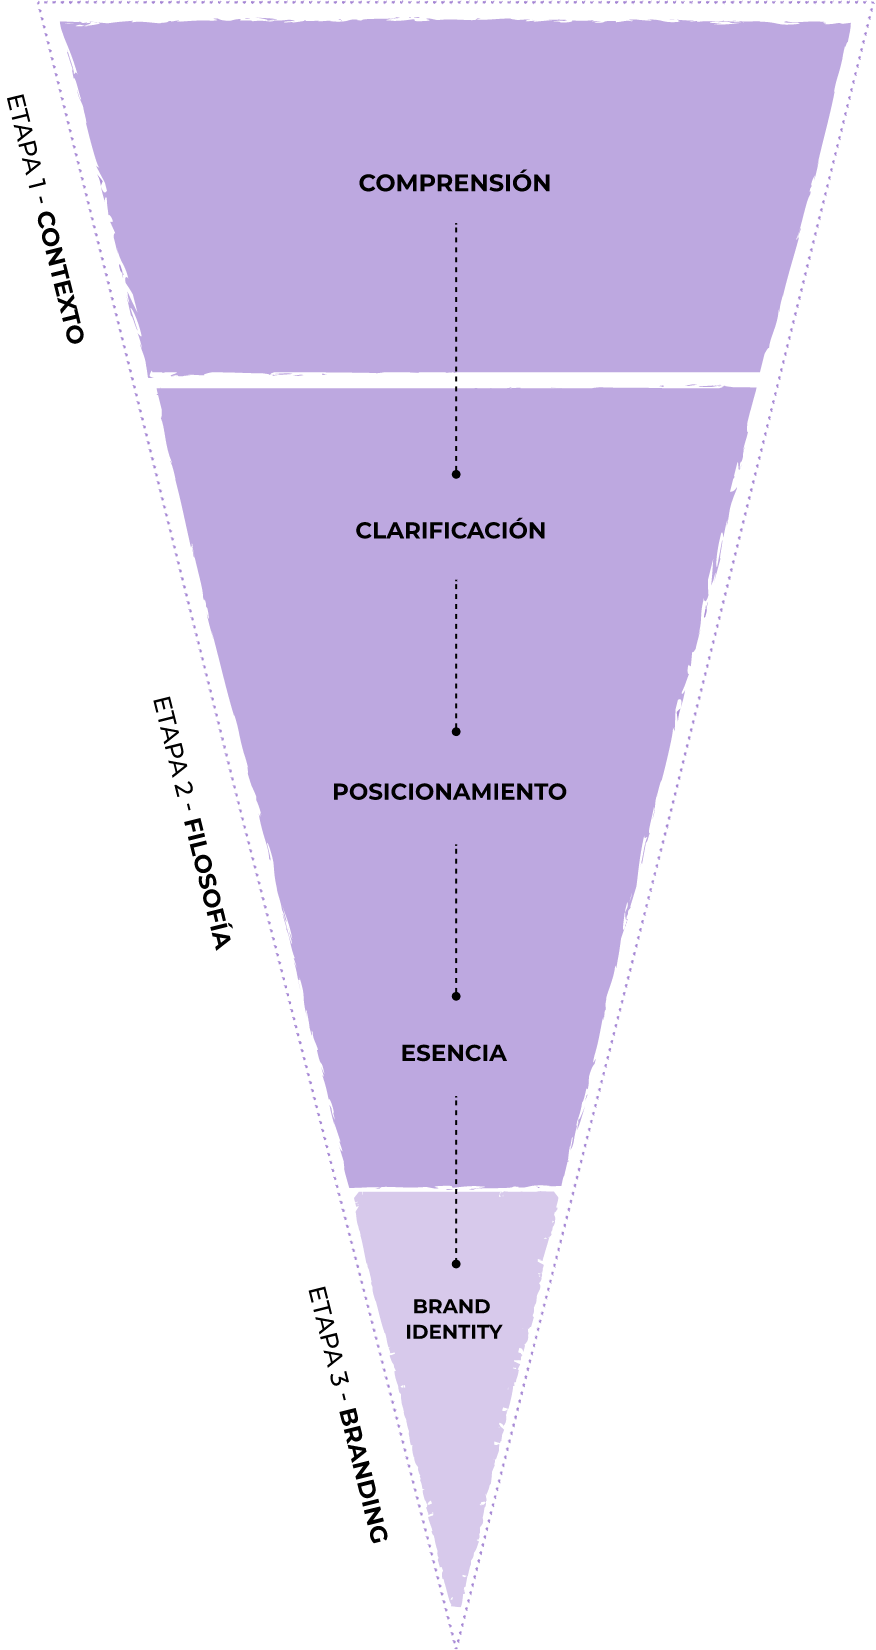 ETAPA 1 - CONTEXTO
COMPRENSIÓN
CLARIFICACIÓN
ETAPA 2 - FILOSOFÍA
POSICIONAMIENTO
ESENCIA
ETAPA 3 - BRANDING
BRAND
IDENTITY